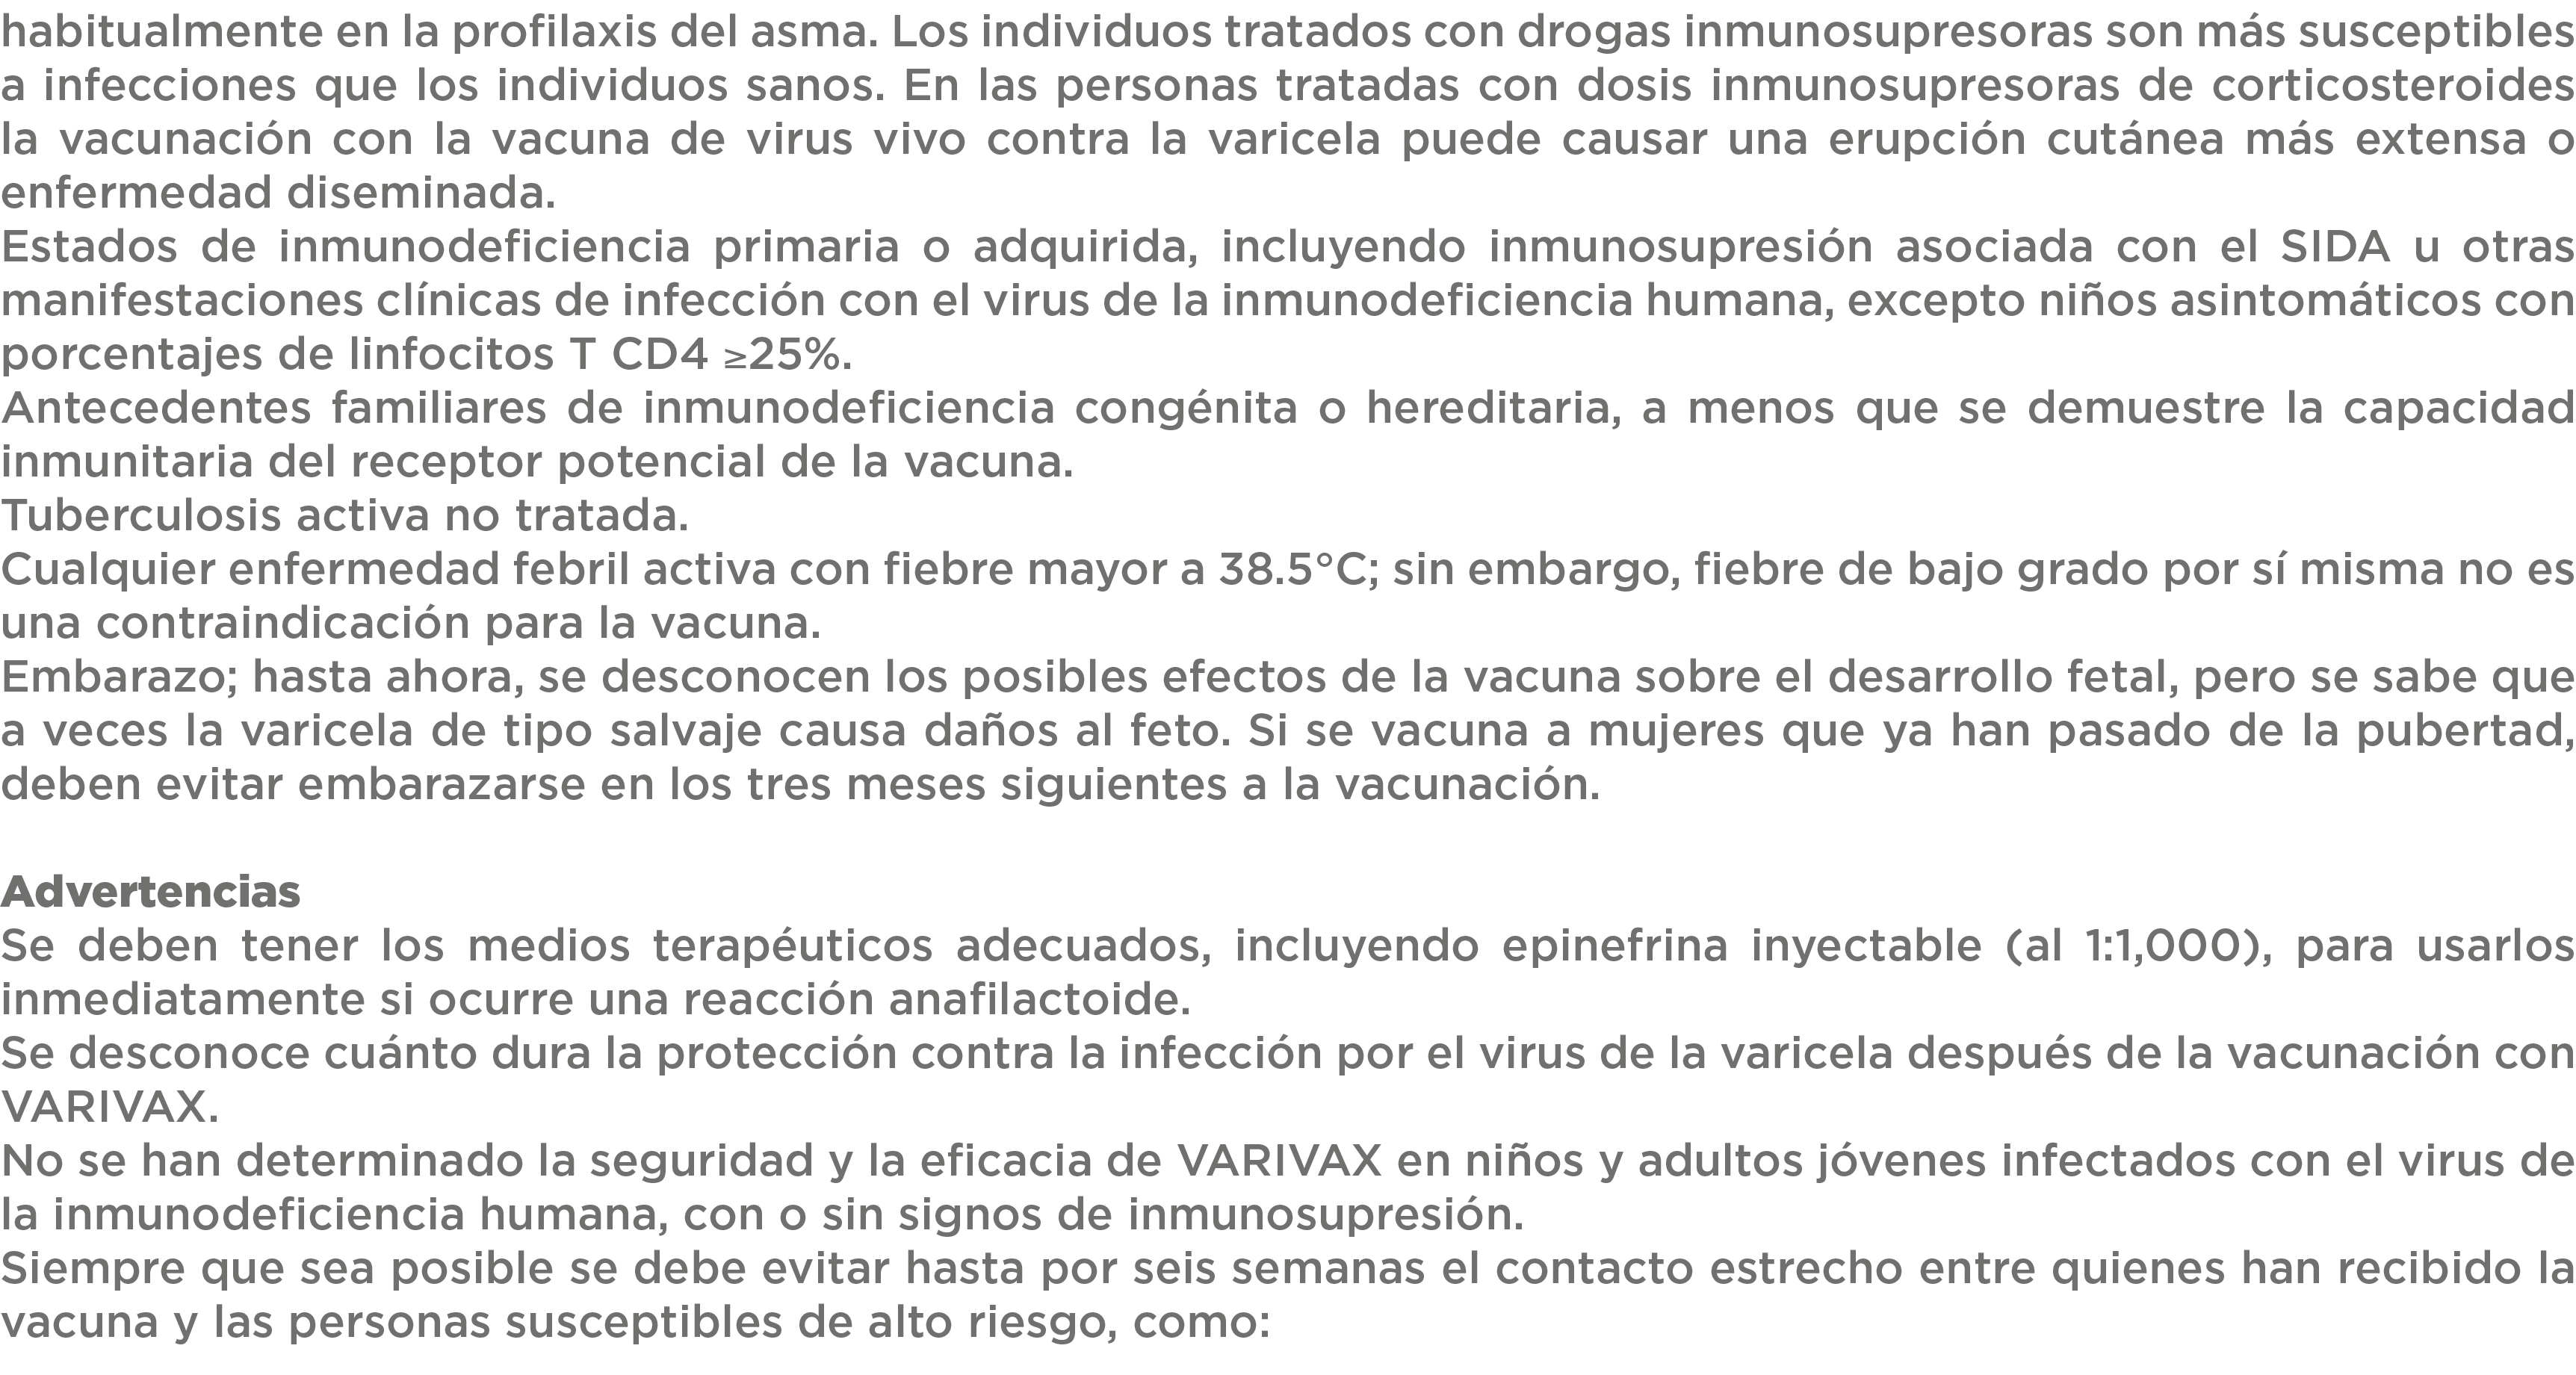 habitualmente en la profilaxis del asma. Los individuos tratados con drogas inmunosupresoras son más susceptibles
a infecciones que los individuos sanos. En las personas tratadas con dosis inmunosupresoras de corticosteroides
la vacunación con la vacuna de virus vivo contra la varicela puede causar una erupción cutánea más extensa o
enfermedad diseminada.
Estados de inmunodeficiencia primaria o adquirida, incluyendo inmunosupresión asociada con el SIDA u otras
manifestaciones clínicas de infección con el virus de la inmunodeficiencia humana, excepto niños asintomáticos con
porcentajes de linfocitos T CD4 ≥25%.
Antecedentes familiares de inmunodeficiencia congénita o hereditaria, a menos que se demuestre la capacidad
inmunitaria del receptor potencial de la vacuna.
Tuberculosis activa no tratada.
Cualquier enfermedad febril activa con fiebre mayor a 38.5°C; sin embargo, fiebre de bajo grado por sí misma no es
una contraindicación para la vacuna.
Embarazo; hasta ahora, se desconocen los posibles efectos de la vacuna sobre el desarrollo fetal, pero se sabe que
a veces la varicela de tipo salvaje causa daños al feto. Si se vacuna a mujeres que ya han pasado de la pubertad,
deben evitar embarazarse en los tres meses siguientes a la vacunación.
Advertencias
Se deben tener los medios terapéuticos adecuados, incluyendo epinefrina inyectable (al 1:1,000), para usarlos
inmediatamente si ocurre una reacción anafilactoide.
Se desconoce cuánto dura la protección contra la infección por el virus de la varicela después de la vacunación con
VARIVAX.
No se han determinado la seguridad y la eficacia de VARIVAX en niños y adultos jóvenes infectados con el virus de
la inmunodeficiencia humana, con o sin signos de inmunosupresión.
Siempre que sea posible se debe evitar hasta por seis semanas el contacto estrecho entre quienes han recibido la
vacuna y las personas susceptibles de alto riesgo, como: